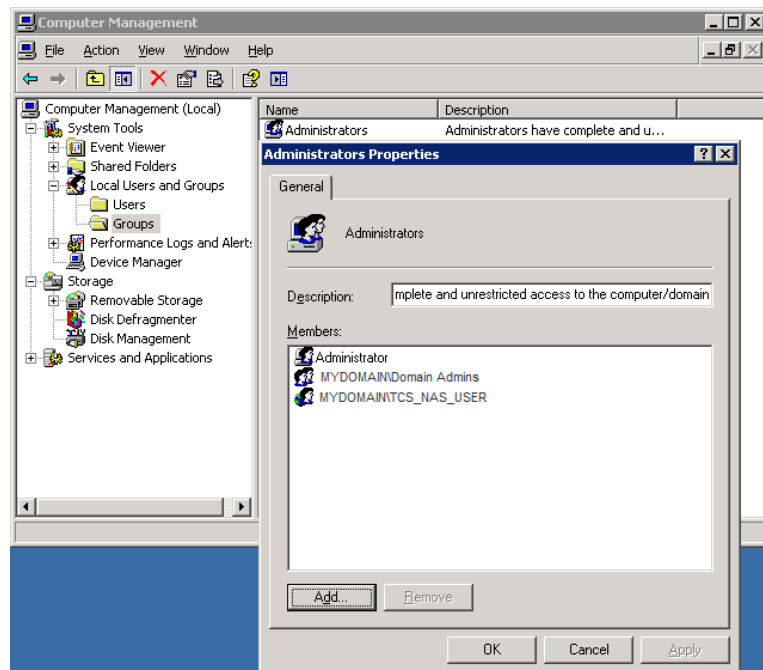 Computer Management
File Action View Window Help
Computer Management (Local)
System Tools
Event Viewer
Shared Folders
Local Users and Groups
Users
Groups
Performance Logs and Alert:
Device Manager
Storage
Removable Storage
Disk Defragmenter
Disk Management
Services and Applications
Name Description
Administrators Administrators have complete and u...
Administrators Properties
General
Administrators
Description: mplete and unrestricted access to the computer/domain
Members:
Administrator
MYDOMAIN\Domain Admins
MYDOMAIN\TCS_NAS_USER
Add... Remove
OK Cancel Apply